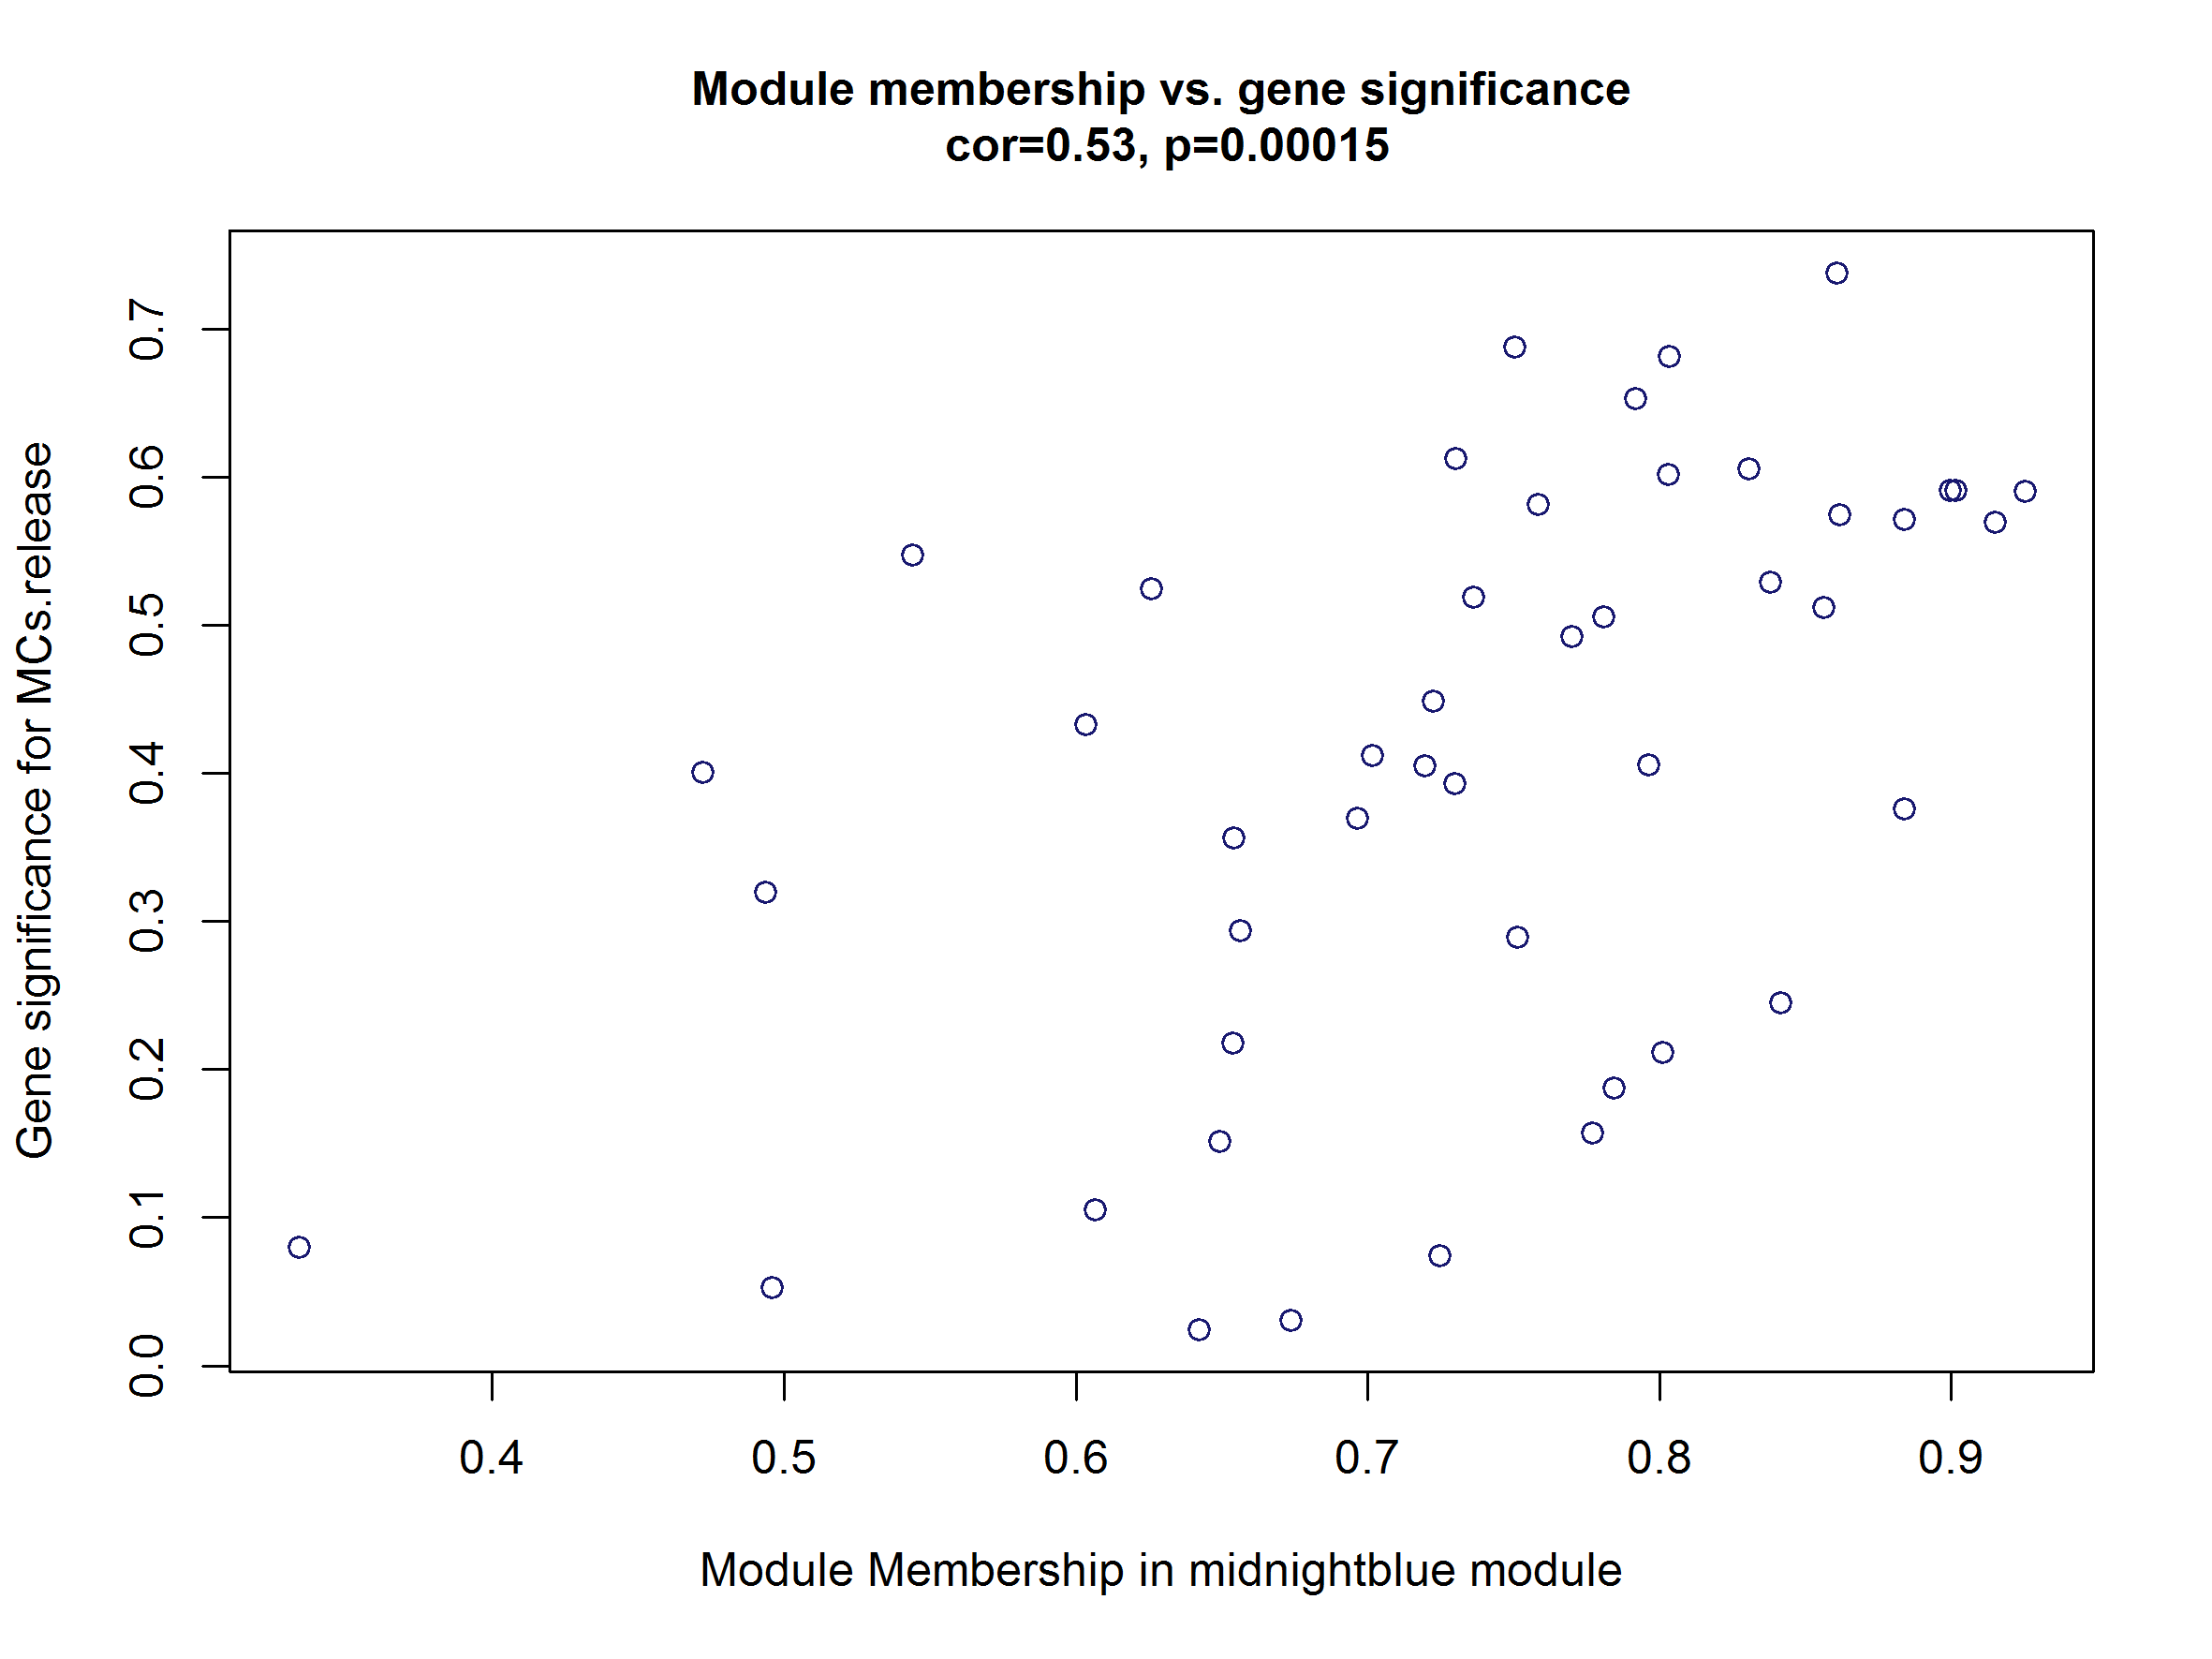 Module membership vs. gene significance
cor=0.53, p=0.00015
Gene significance for MCs.release
0.7
0.6
0.5
0.4
0.3
0.2
0.1
0.0
0.4 0.5 0.6 0.7 0.8 0.9
Module Membership in midnightblue module